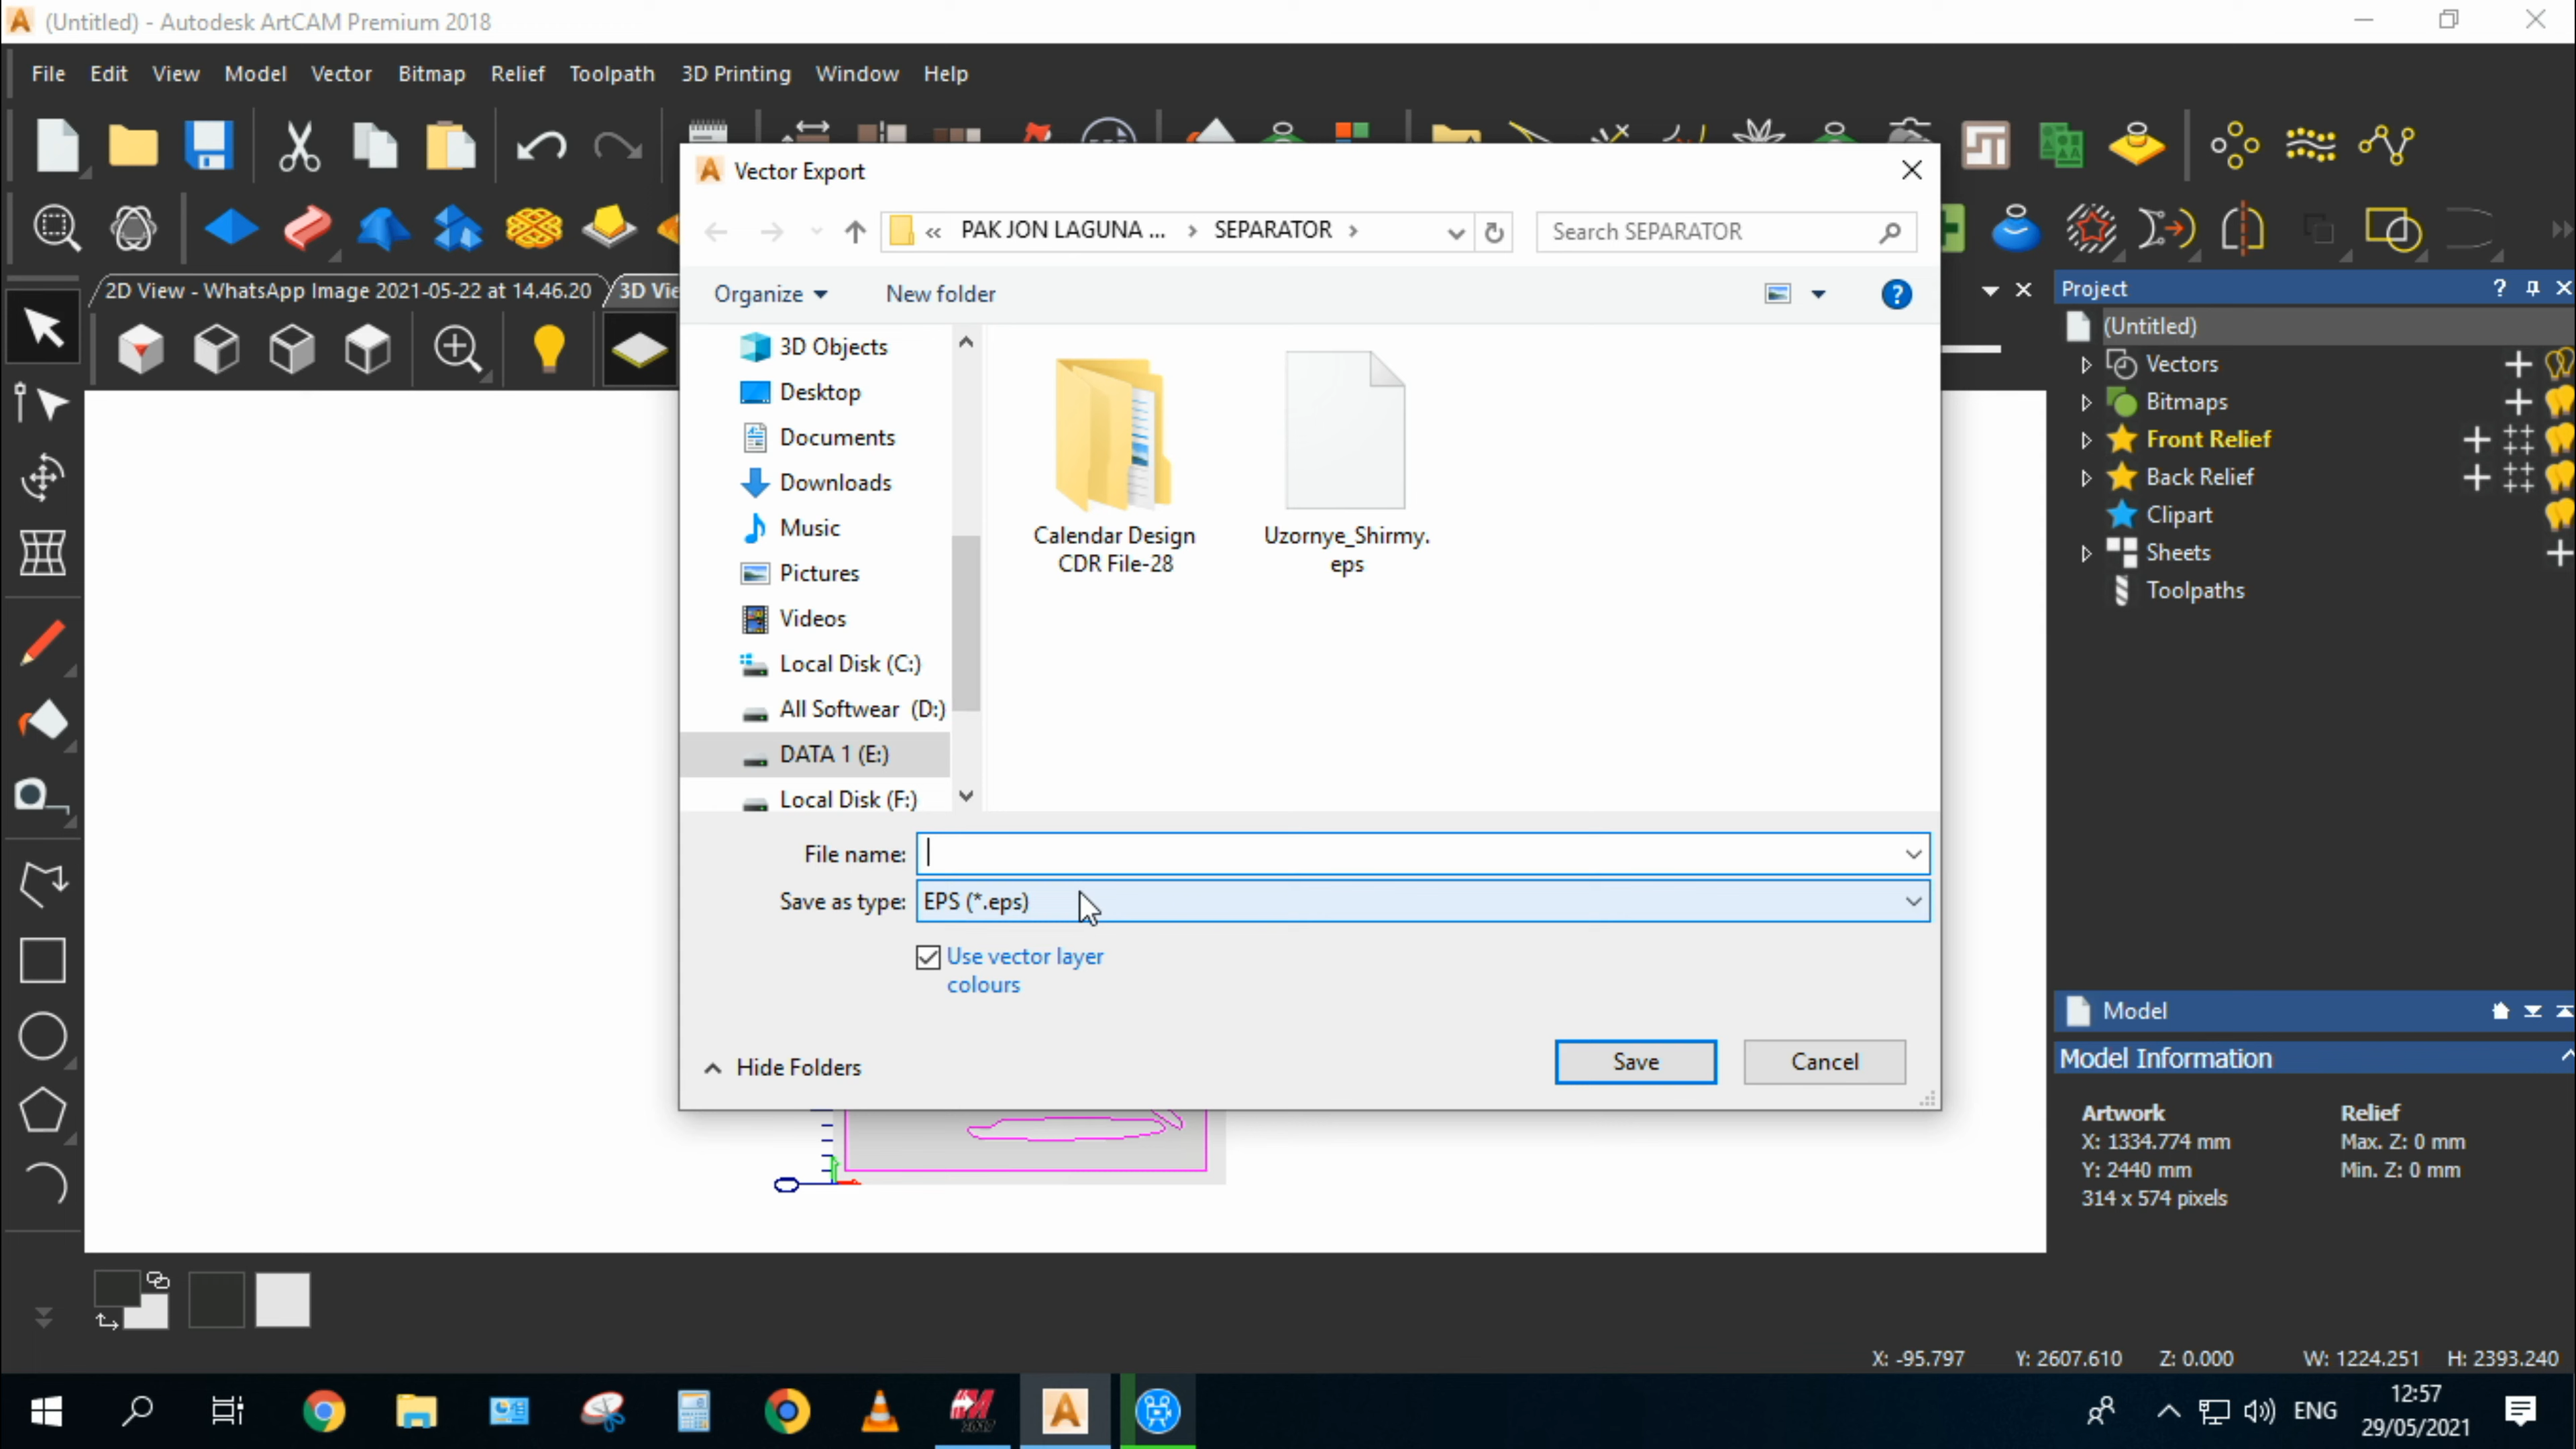 (Untitled) - Autodesk ArtCAM Premium 2018
File Edit View Model Vector Bitmap Relief Toolpath 3D Printing Window Help
Vector Export
« PAK JON LAGUNA ... › SEPARATOR ›
Search SEPARATOR
Organize New folder
2D View - WhatsApp Image 2021-05-22 at 14.46.20
3D Vie
3D Objects
Desktop
Documents
Downloads
Music
Pictures
Videos
Local Disk (C:)
All Softwear (D:)
DATA 1 (E:)
Local Disk (F:)
Calendar Design
CDR File-28
Uzornye_Shirmy.
eps
File name:
Save as type: EPS (*.eps)
Use vector layer
colours
Hide Folders
Save
Cancel
Project
(Untitled)
Vectors
Bitmaps
Front Relief
Back Relief
Clipart
Sheets
Toolpaths
Model
Model Information
Artwork
X: 1334.774 mm
Y: 2440 mm
314 x 574 pixels
Relief
Max. Z: 0 mm
Min. Z: 0 mm
X: -95.797 Y: 2607.610 Z: 0.000 W: 1224.251 H: 2393.240
ENG
12:57
29/05/2021